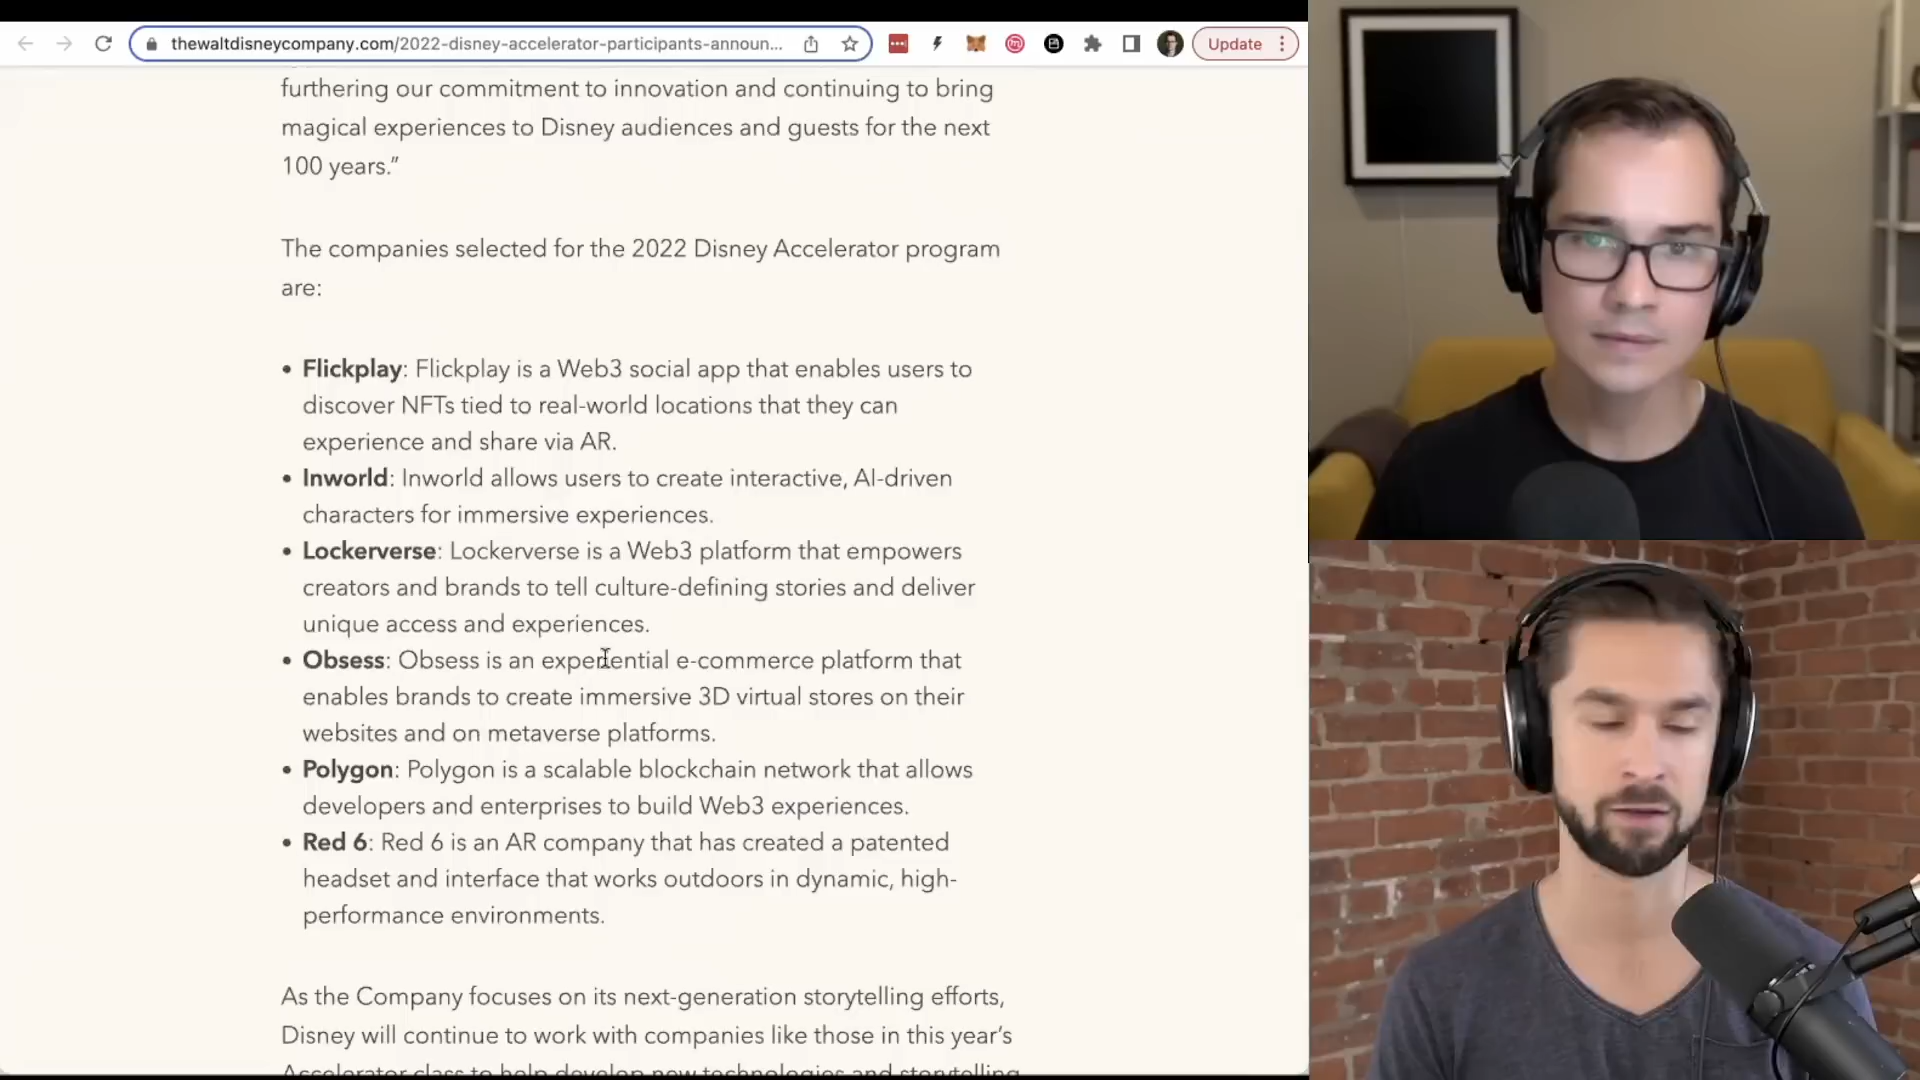 thewaltdisneycompany.com/2022-disney-accelerator-participants-announ...
Update
furthering our commitment to innovation and continuing to bring
magical experiences to Disney audiences and guests for the next
100 years.”
The companies selected for the 2022 Disney Accelerator program
are:
• Flickplay: Flickplay is a Web3 social app that enables users to
discover NFTs tied to real-world locations that they can
experience and share via AR.
• Inworld: Inworld allows users to create interactive, AI-driven
characters for immersive experiences.
• Lockerverse: Lockerverse is a Web3 platform that empowers
creators and brands to tell culture-defining stories and deliver
unique access and experiences.
• Obsess: Obsess is an experiential e-commerce platform that
enables brands to create immersive 3D virtual stores on their
websites and on metaverse platforms.
• Polygon: Polygon is a scalable blockchain network that allows
developers and enterprises to build Web3 experiences.
• Red 6: Red 6 is an AR company that has created a patented
headset and interface that works outdoors in dynamic, high-
performance environments.
As the Company focuses on its next-generation storytelling efforts,
Disney will continue to work with companies like those in this year’s
Accelerator class to help develop new technologies and storytelling